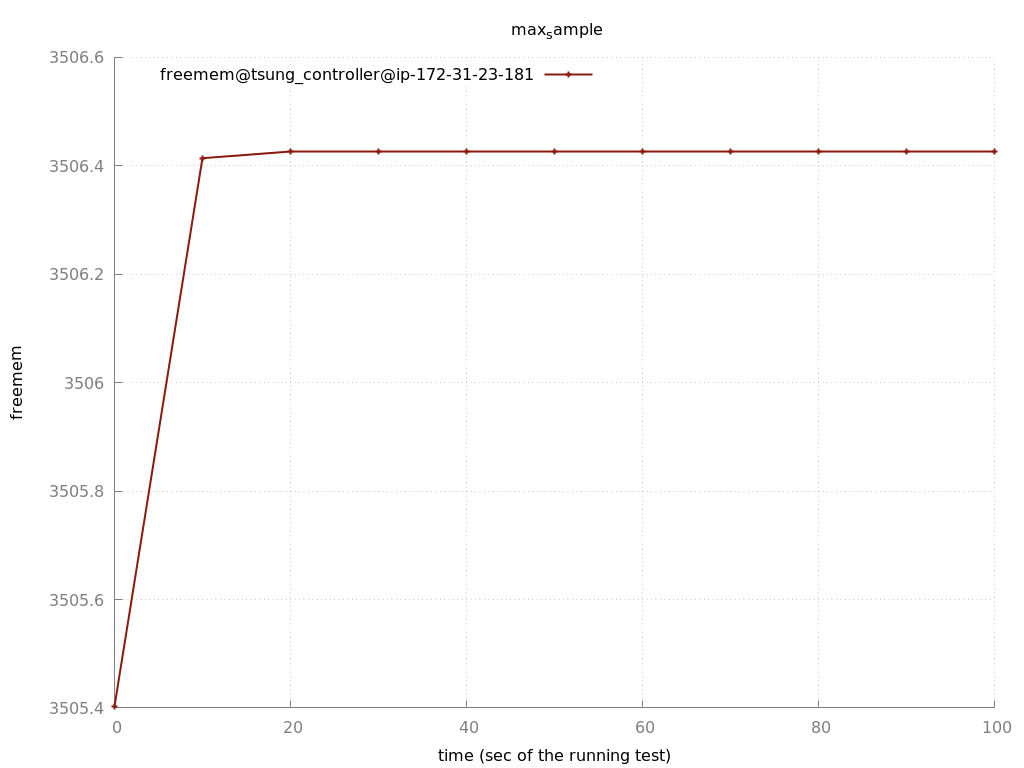 maxsample
3506.6
freemem@tsung_controller@ip-172-31-23-181
3506.4
3506.2
3506
3505.8
3505.6
3505.4
freemem
0 20 40 60 80 100
time (sec of the running test)